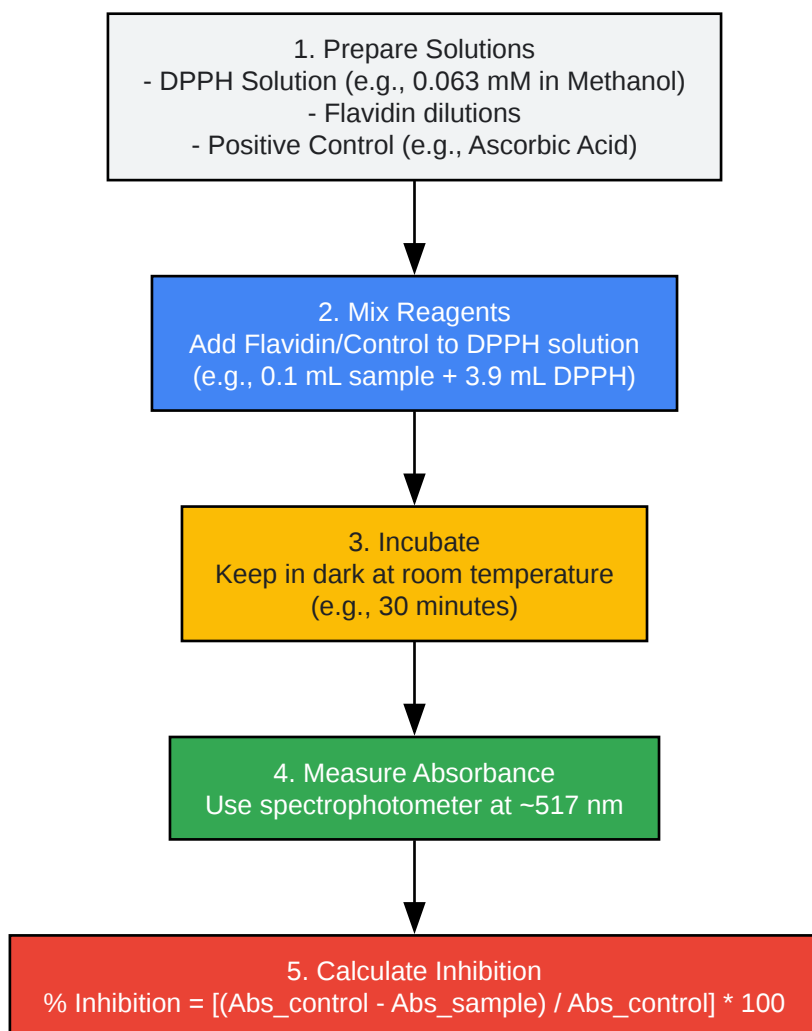 1. Prepare Solutions
- DPPH Solution (e.g., 0.063 mM in Methanol)
- Flavidin dilutions
- Positive Control (e.g., Ascorbic Acid)
2. Mix Reagents
Add Flavidin/Control to DPPH solution
(e.g., 0.1 mL sample + 3.9 mL DPPH)
3. Incubate
Keep in dark at room temperature
(e.g., 30 minutes)
4. Measure Absorbance
Use spectrophotometer at ~517 nm
5. Calculate Inhibition
% Inhibition = [(Abs_control - Abs_sample) / Abs_control] * 100